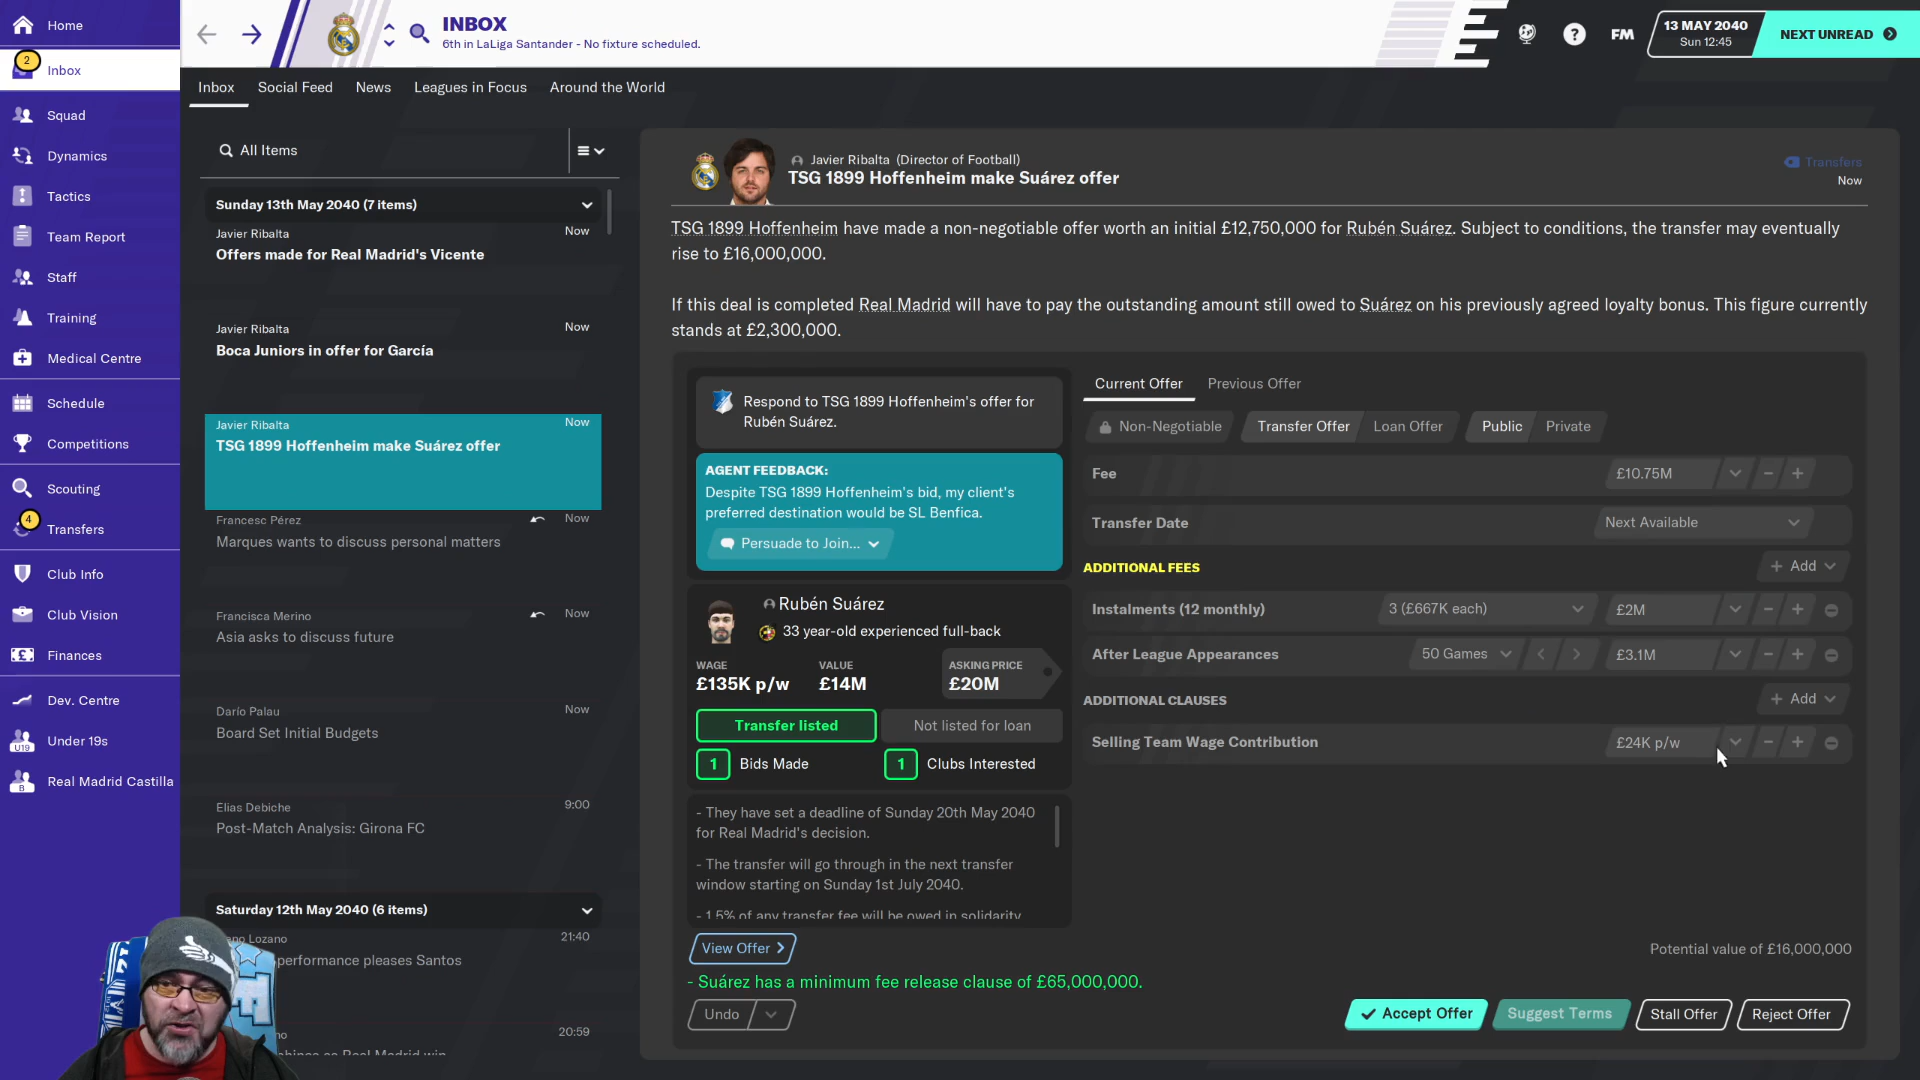 Home
2
Inbox
Squad
Dynamics
Tactics
Team Report
Staff
Training
Medical Centre
Schedule
Competitions
Scouting
4
Transfers
Club Info
Club Vision
Finances
Dev. Centre
U19
Under 19s
B
Real Madrid Castilla
INBOX
6th in LaLiga Santander - No fixture scheduled.
?
FM
13 MAY 2040
Sun 12:45
NEXT UNREAD
Inbox Social Feed News Leagues in Focus Around the World
All Items
Sunday 13th May 2040 (7 items)
Javier Ribalta Now
Offers made for Real Madrid's Vicente
Javier Ribalta Now
Boca Juniors in offer for García
Javier Ribalta Now
TSG 1899 Hoffenheim make Suárez offer
Francesc Pérez Now
Marques wants to discuss personal matters
Francisca Merino Now
Asia asks to discuss future
Darío Palau Now
Board Set Initial Budgets
Elias Debiche 9:00
Post-Match Analysis: Girona FC
Saturday 12th May 2040 (6 items)
Lozano 21:40
performance pleases Santos
20:59
as Real Madrid win
Javier Ribalta (Director of Football)
TSG 1899 Hoffenheim make Suárez offer
Transfers
Now
TSG 1899 Hoffenheim have made a non-negotiable offer worth an initial £12,750,000 for Rubén Suárez. Subject to conditions, the transfer may eventually
rise to £16,000,000.
If this deal is completed Real Madrid will have to pay the outstanding amount still owed to Suárez on his previously agreed loyalty bonus. This figure currently
stands at £2,300,000.
Respond to TSG 1899 Hoffenheim's offer for
Rubén Suárez.
AGENT FEEDBACK:
Despite TSG 1899 Hoffenheim's bid, my client's
preferred destination would be SL Benfica.
Persuade to Join...
Rubén Suárez
33 year-old experienced full-back
WAGE VALUE ASKING PRICE
£135K p/w £14M £20M
Transfer listed Not listed for loan
1 Bids Made 1 Clubs Interested
- They have set a deadline of Sunday 20th May 2040
for Real Madrid's decision.
- The transfer will go through in the next transfer
window starting on Sunday 1st July 2040.
- 1.5% of any transfer fee will be owed in solidarity
View Offer
- Suárez has a minimum fee release clause of £65,000,000.
Undo
Current Offer Previous Offer
Non-Negotiable Transfer Offer Loan Offer Public Private
Fee £10.75M
Transfer Date Next Available
ADDITIONAL FEES + Add
Instalments (12 monthly) 3 (£667K each) £2M
After League Appearances 50 Games £3.1M
ADDITIONAL CLAUSES + Add
Selling Team Wage Contribution £24K p/w
Potential value of £16,000,000
Accept Offer Suggest Terms Stall Offer Reject Offer